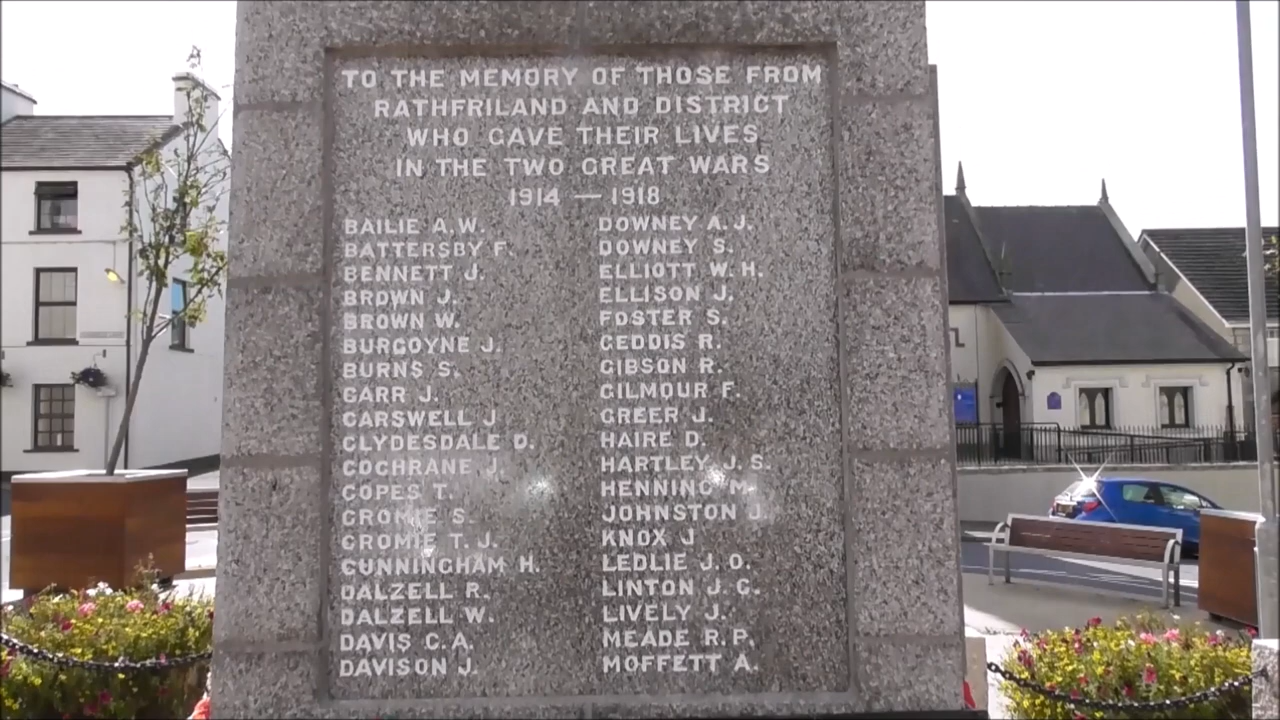 TO THE MEMORY OF THOSE FROM
RATHFRILAND AND DISTRICT
WHO GAVE THEIR LIVES
IN THE TWO GREAT WARS
1914 — 1918
BAILIE A.W.
BATTERSBY F.
BENNETT J.
BROWN J.
BROWN W.
BURGOYNE J.
BURNS S.
CARR J.
CARSWELL J
CLYDESDALE D.
COCHRANE J.
COPES T.
CROMIE S.
CROMIE T. J.
CUNNINGHAM H.
DALZELL R.
DALZELL W.
DAVIS C.A.
DAVISON J.
DOWNEY A. J.
DOWNEY S.
ELLIOTT W. H.
ELLISON J.
FOSTER S.
GEDDIS R.
GIBSON R.
GILMOUR F.
GREER J.
HAIRE D.
HARTLEY J. S.
HENNING M.
JOHNSTON J.
KNOX J
LEDLIE J. O.
LINTON J. C.
LIVELY J.
MEADE R.P.
MOFFETT A.